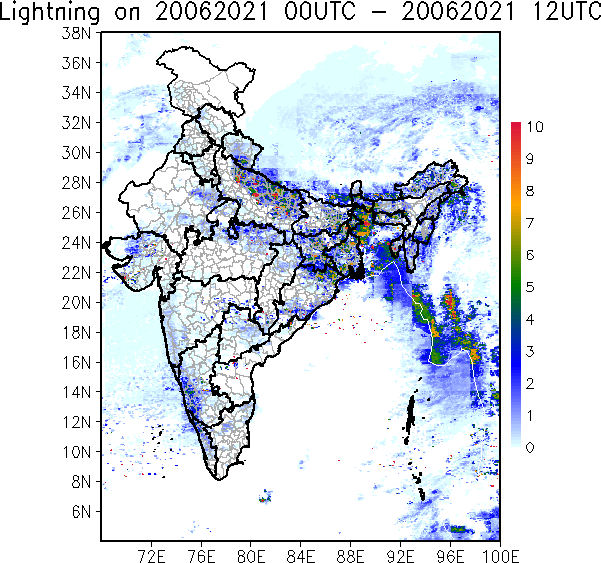 Lightning on 20062021 00UTC – 20062021 12UTC
38N
36N
34N
32N
30N
28N
26N
24N
22N
20N
18N
16N
14N
12N
10N
8N
6N
72E 76E 80E 84E 88E 92E 96E 100E
10
9
8
7
6
5
4
3
2
1
0